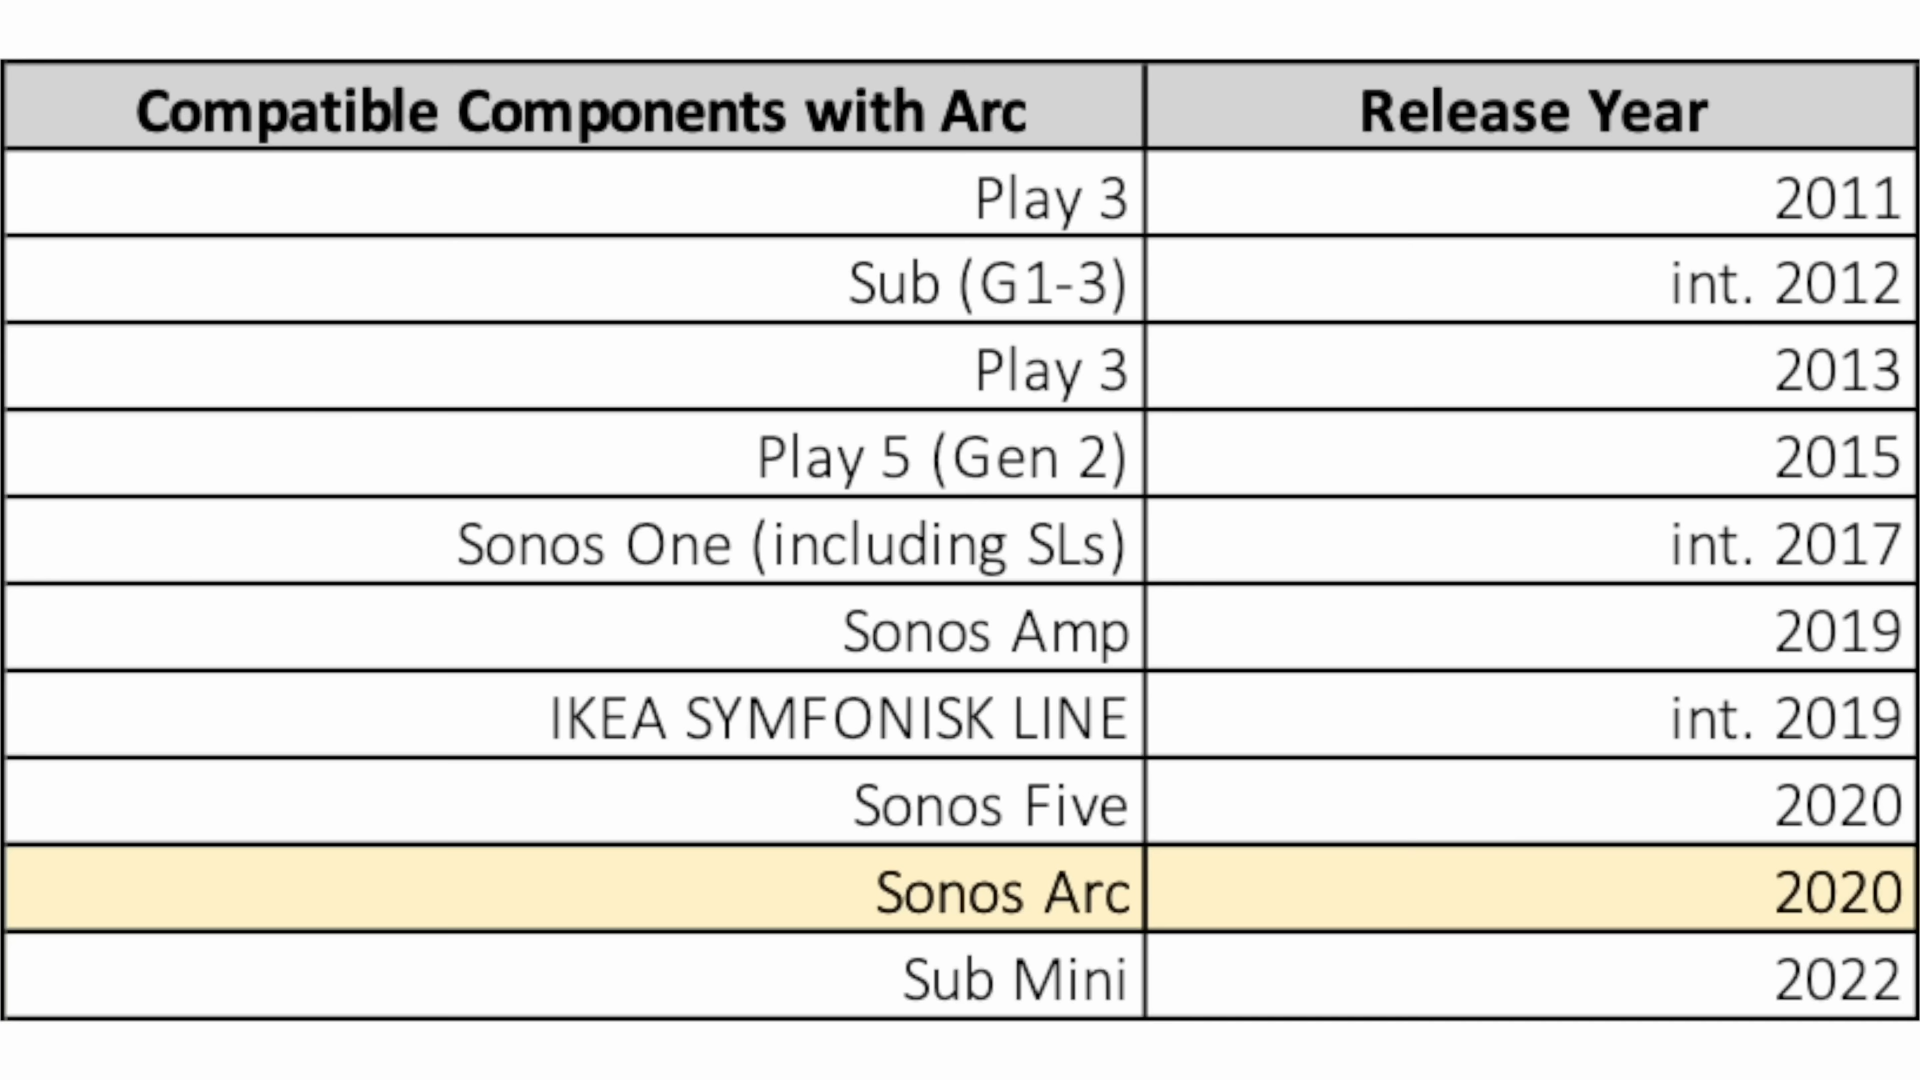 Compatible Components with Arc Release Year
Play 3 2011
Sub (G1-3) int. 2012
Play 3 2013
Play 5 (Gen 2) 2015
Sonos One (including SLs) int. 2017
Sonos Amp 2019
IKEA SYMFONISK LINE int. 2019
Sonos Five 2020
Sonos Arc 2020
Sub Mini 2022